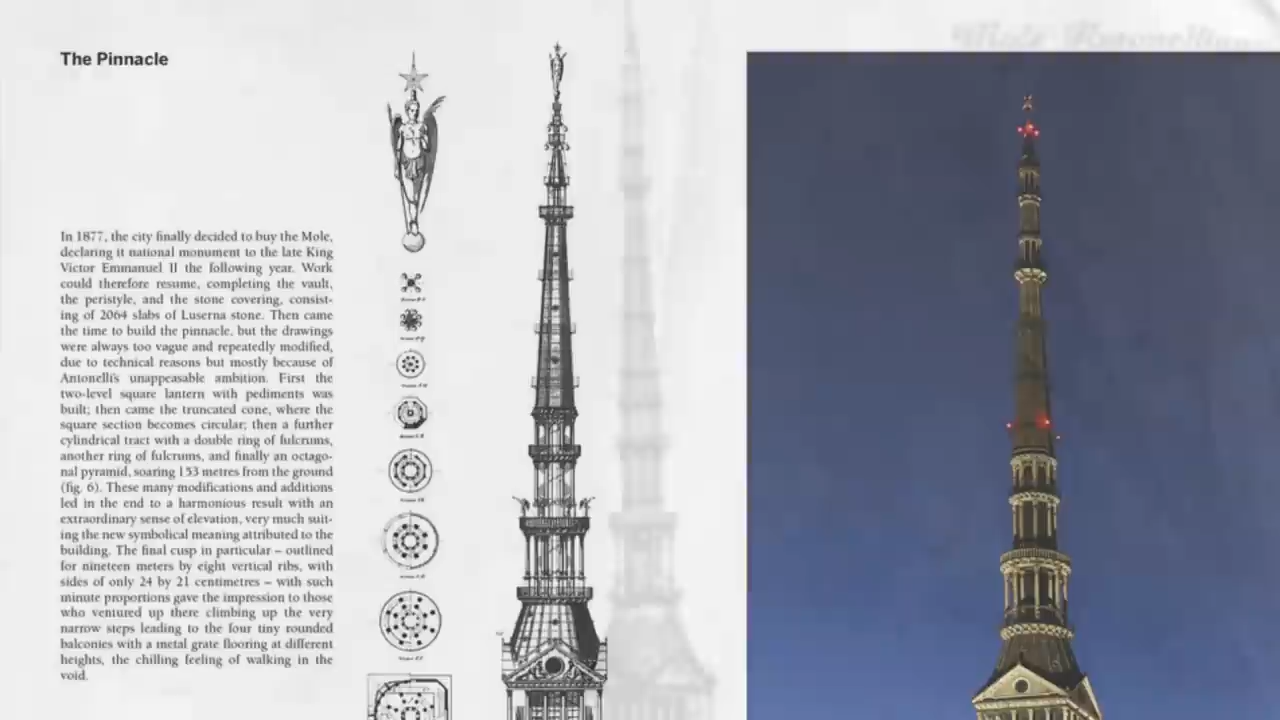 The Pinnacle
In 1877, the city finally decided to buy the Mole,
declaring it national monument to the late King
Victor Emmanuel II the following year. Work
could therefore resume, completing the vault,
the peristyle, and the stone covering, consist-
ing of 2064 slabs of Luserna stone. Then came
the time to build the pinnacle, but the drawings
were always too vague and repeatedly modified,
due to technical reasons but mostly because of
Antonelli's unappeasable ambition. First the
two-level square lantern with pediments was
built; then came the truncated cone, where the
square section becomes circular; then a further
cylindrical tract with a double ring of fulcrums,
another ring of fulcrums, and finally an octago-
nal pyramid, soaring 153 metres from the ground
(fig. 6). These many modifications and additions
led in the end to a harmonious result with an
extraordinary sense of elevation, very much suit-
ing the new symbolical meaning attributed to the
building. The final cusp in particular – outlined
for nineteen meters by eight vertical ribs, with
sides of only 24 by 21 centimetres – with such
minute proportions gave the impression to those
who ventured up there climbing up the very
narrow steps leading to the four tiny rounded
balconies with a metal grate flooring at different
heights, the chilling feeling of walking in the
void.